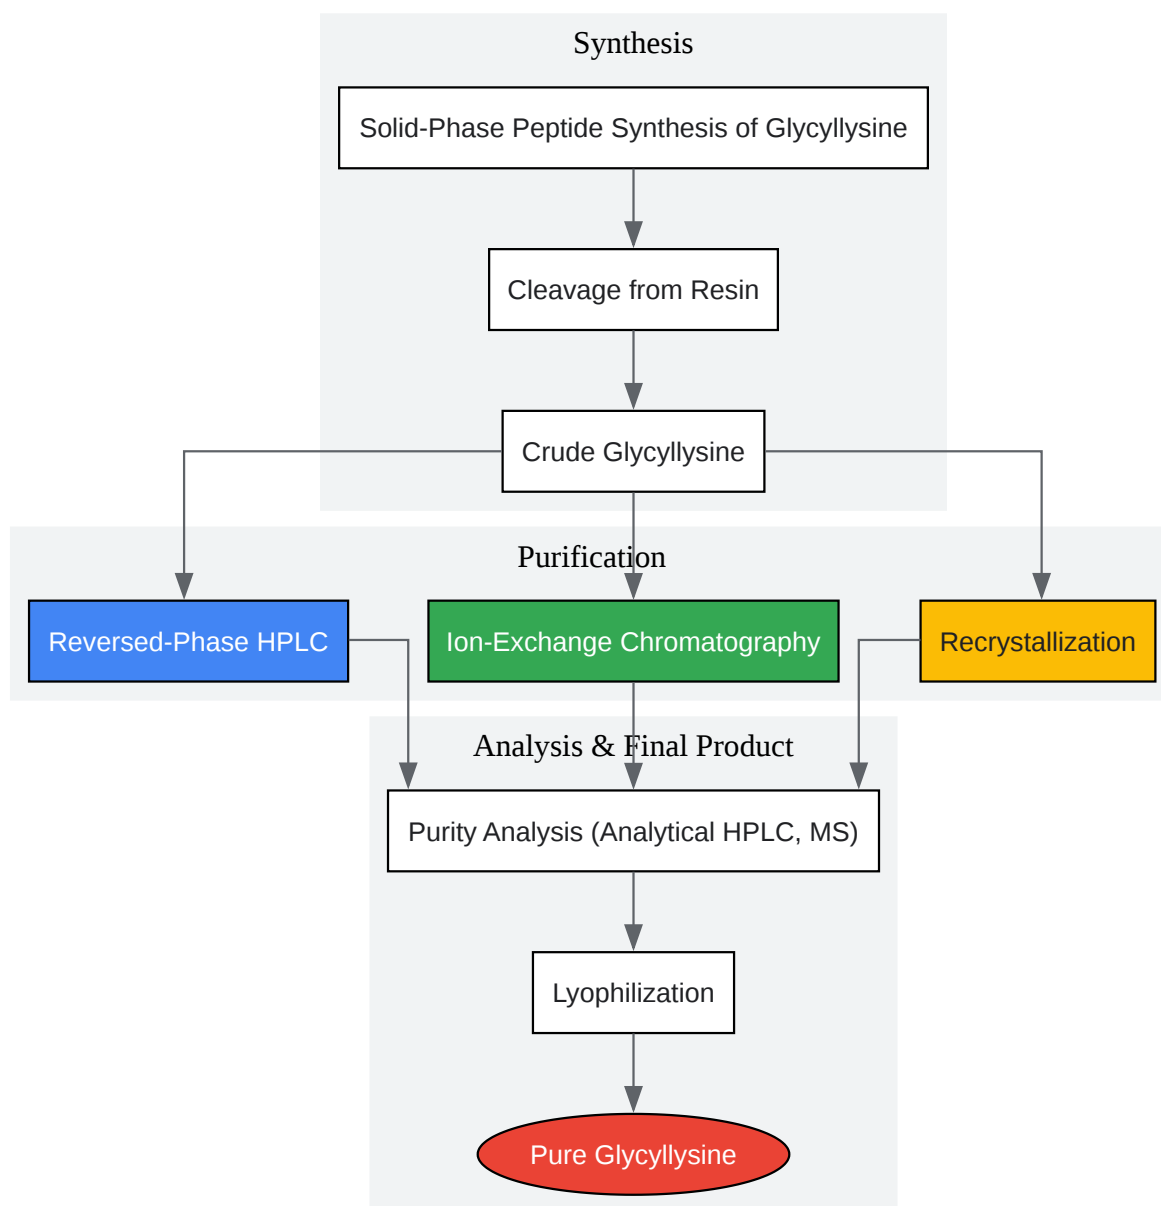 Synthesis
Solid-Phase Peptide Synthesis of Glycyllysine
Cleavage from Resin
Crude Glycyllysine
Purification
Reversed-Phase HPLC
Ion-Exchange Chromatography
Recrystallization
Analysis & Final Product
Purity Analysis (Analytical HPLC, MS)
Lyophilization
Pure Glycyllysine